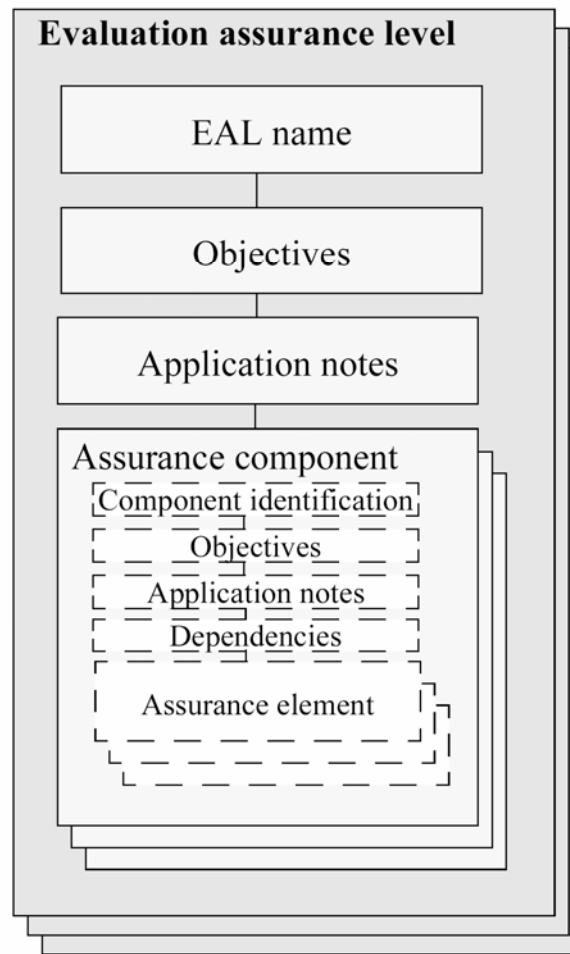 Evaluation assurance level
EAL name
Objectives
Application notes
Assurance component
Component identification
Objectives
Application notes
Dependencies
Assurance element